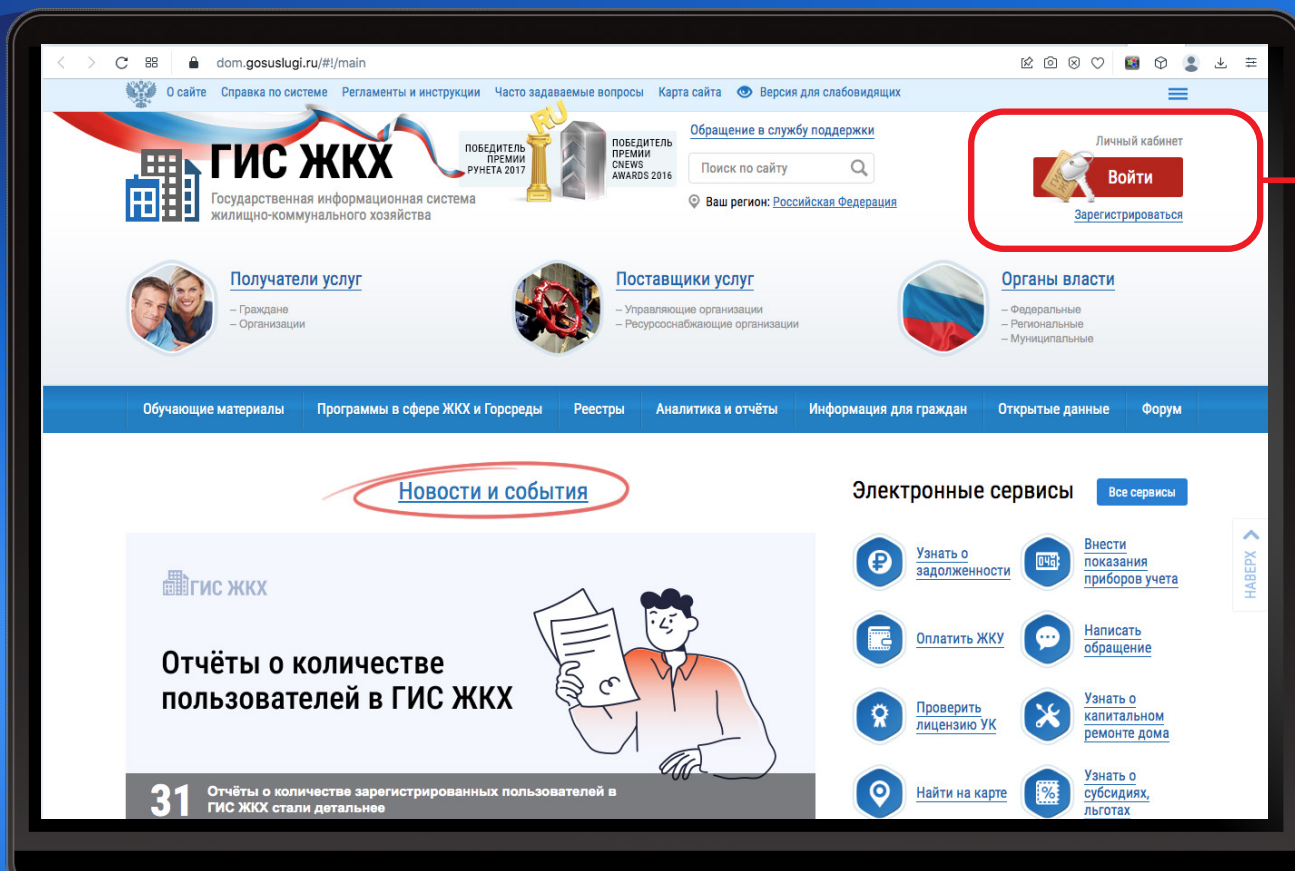 dom.gosuslugi.ru/#!/main
О сайте Справка по системе Регламенты и инструкции Часто задаваемые вопросы Карта сайта Версия для слабовидящих
ГИС ЖКХ
Государственная информационная система
жилищно-коммунального хозяйства
ПОБЕДИТЕЛЬ
ПРЕМИИ
РУНЕТА 2017
RU
ПОБЕДИТЕЛЬ
ПРЕМИИ
CNEWS
AWARDS 2016
Обращение в службу поддержки
Поиск по сайту
Ваш регион: Российская Федерация
Личный кабинет
Войти
Зарегистрироваться
Получатели услуг
– Граждане
– Организации
Поставщики услуг
– Управляющие организации
– Ресурсоснабжающие организации
Органы власти
– Федеральные
– Региональные
– Муниципальные
Обучающие материалы Программы в сфере ЖКХ и Горсреды Реестры Аналитика и отчёты Информация для граждан Открытые данные Форум
Новости и события
ГИС ЖКХ
Отчёты о количестве
пользователей в ГИС ЖКХ
31
Отчёты о количестве зарегистрированных пользователей в
ГИС ЖКХ стали детальнее
Электронные сервисы
Все сервисы
Узнать о
задолженности
Внести
показания
приборов учета
Оплатить ЖКУ
Написать
обращение
Проверить
лицензию УК
Узнать о
капитальном
ремонте дома
Найти на карте
Узнать о
субсидиях,
льготах
НАВЕРХ